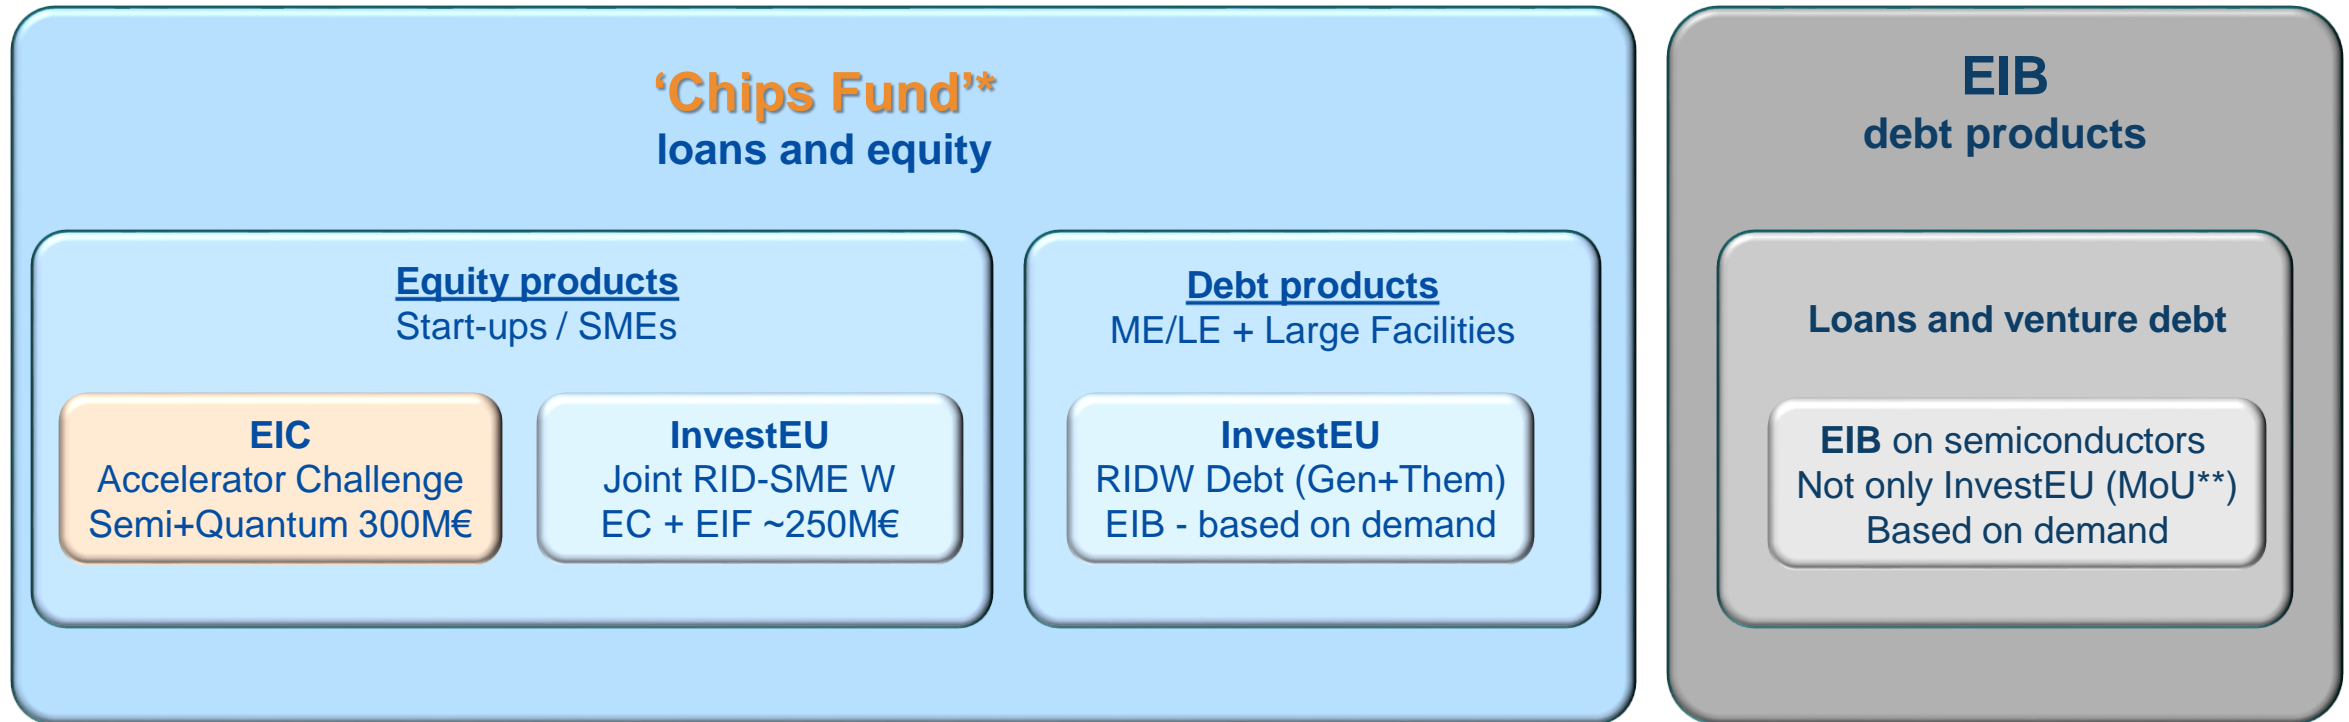 ‘Chips Fund’*
loans and equity
Equity products
Start-ups / SMEs
EIC
Accelerator Challenge
Semi+Quantum 300M€
InvestEU
Joint RID-SME W
EC + EIF ~250M€
Debt products
ME/LE + Large Facilities
InvestEU
RIDW Debt (Gen+Them)
EIB - based on demand
EIB
debt products
Loans and venture debt
EIB on semiconductors
Not only InvestEU (MoU**)
Based on demand